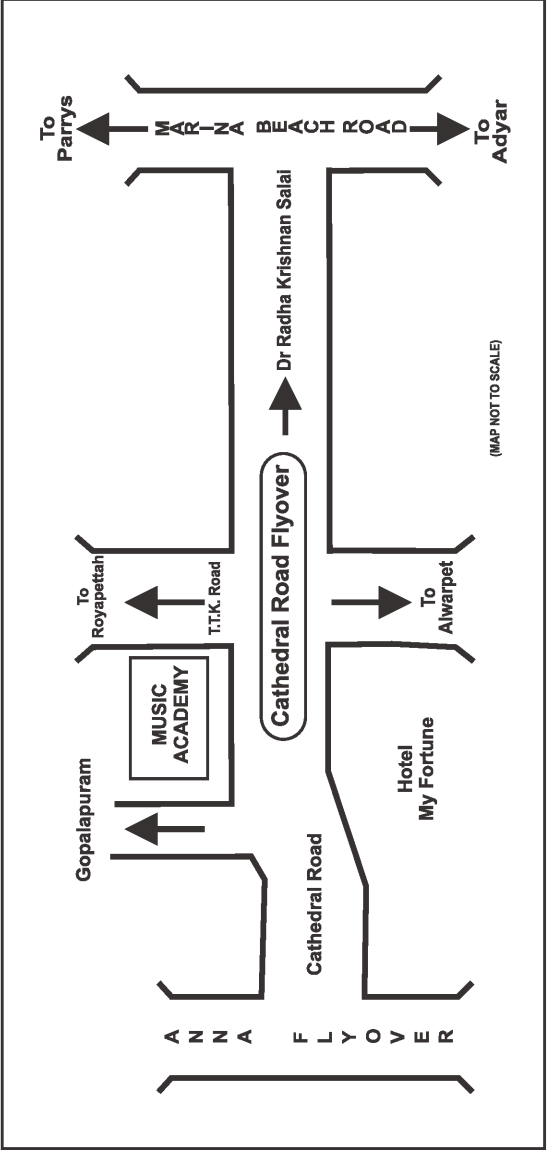 To
Parrys
MARINA BEACH ROAD
To
Adyar
Dr Radha Krishnan Salai
(MAP NOT TO SCALE)
Cathedral Road Flyover
To
Royapettah
T.T.K. Road
To
Alwarpet
MUSIC
ACADEMY
Gopalapuram
Hotel
My Fortune
Cathedral Road
ANNA FLYOVER